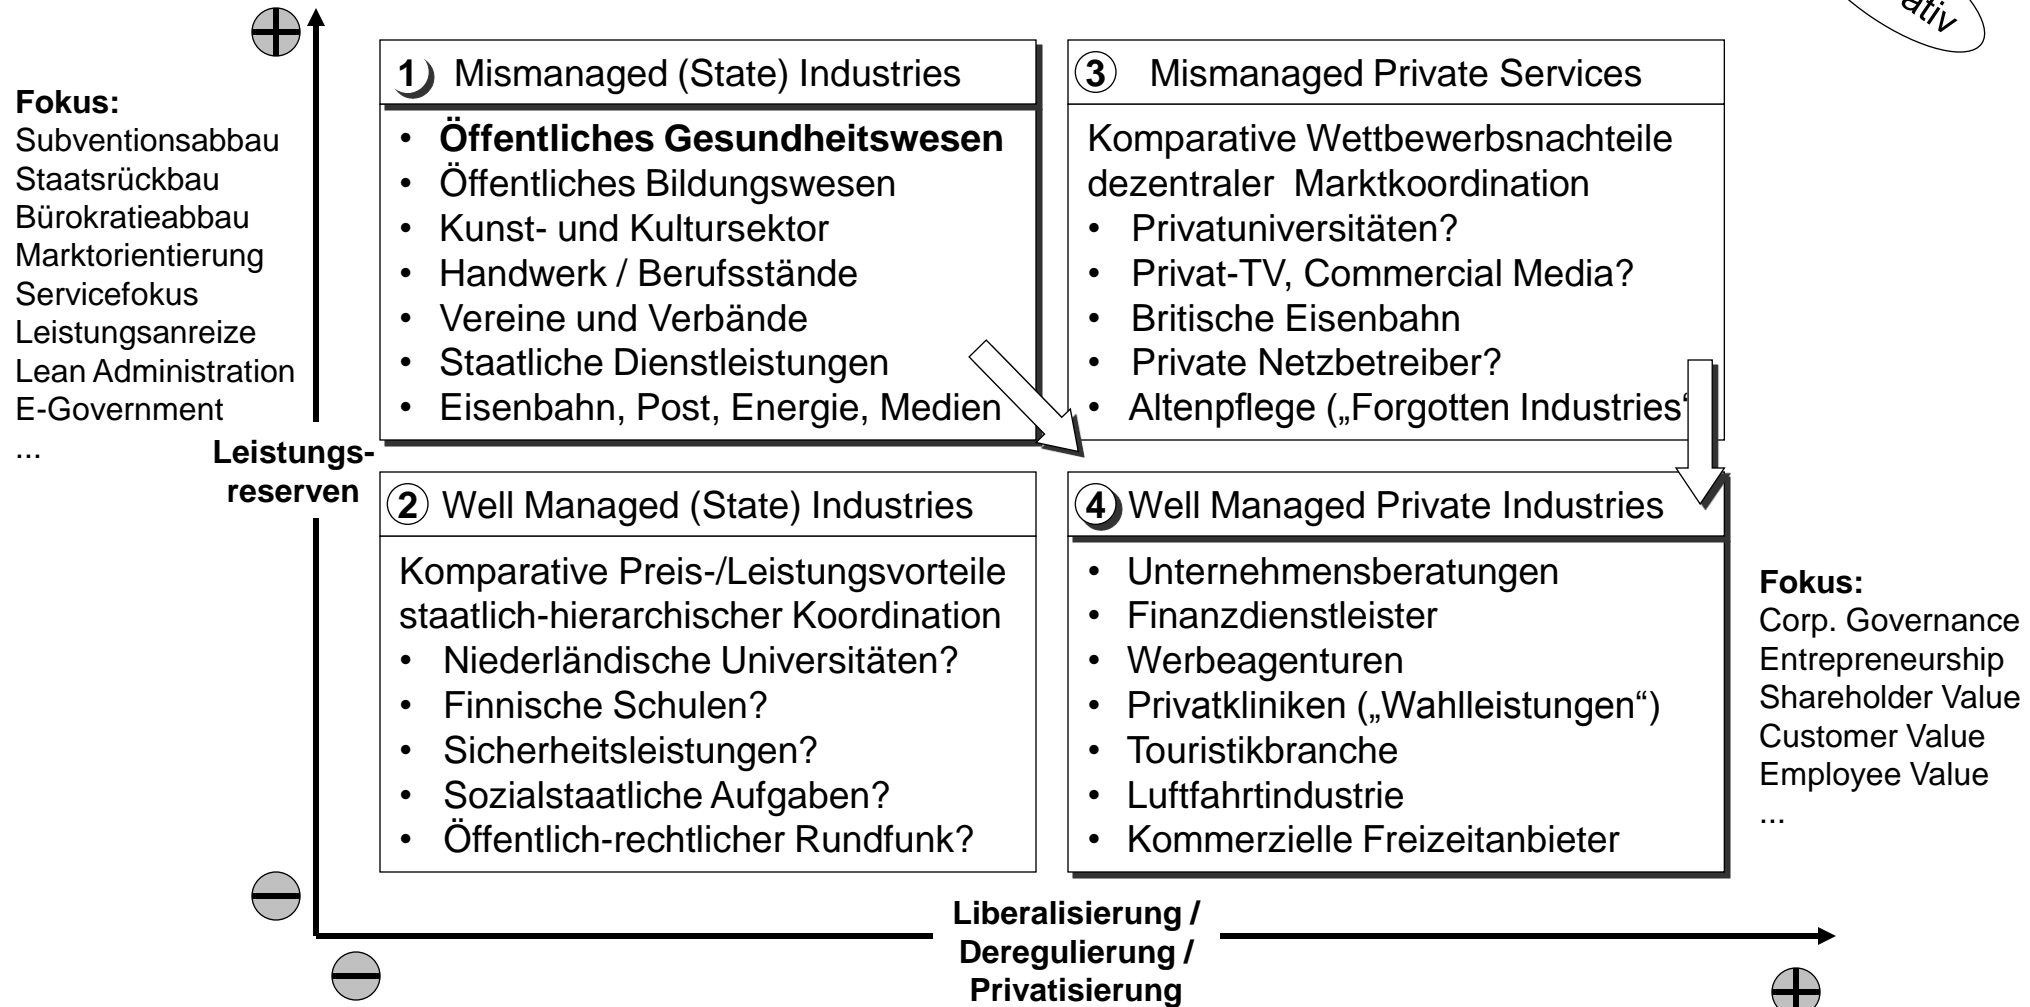 Fokus:
Subventionsabbau
Staatsrückbau
Bürokratieabbau
Marktorientierung
Servicefokus
Leistungsanreize
Lean Administration
E-Government
...
Leistungs-
reserven
1 Mismanaged (State) Industries
• Öffentliches Gesundheitswesen
• Öffentliches Bildungswesen
• Kunst- und Kultursektor
• Handwerk / Berufsstände
• Vereine und Verbände
• Staatliche Dienstleistungen
• Eisenbahn, Post, Energie, Medien
3 Mismanaged Private Services
Komparative Wettbewerbsnachteile
dezentraler Marktkoordination
• Privatuniversitäten?
• Privat-TV, Commercial Media?
• Britische Eisenbahn
• Private Netzbetreiber?
• Altenpflege („Forgotten Industries“
2 Well Managed (State) Industries
Komparative Preis-/Leistungsvorteile
staatlich-hierarchischer Koordination
• Niederländische Universitäten?
• Finnische Schulen?
• Sicherheitsleistungen?
• Sozialstaatliche Aufgaben?
• Öffentlich-rechtlicher Rundfunk?
4 Well Managed Private Industries
• Unternehmensberatungen
• Finanzdienstleister
• Werbeagenturen
• Privatkliniken („Wahlleistungen“)
• Touristikbranche
• Luftfahrtindustrie
• Kommerzielle Freizeitanbieter
Fokus:
Corp. Governance
Entrepreneurship
Shareholder Value
Customer Value
Employee Value
...
Liberalisierung /
Deregulierung /
Privatisierung